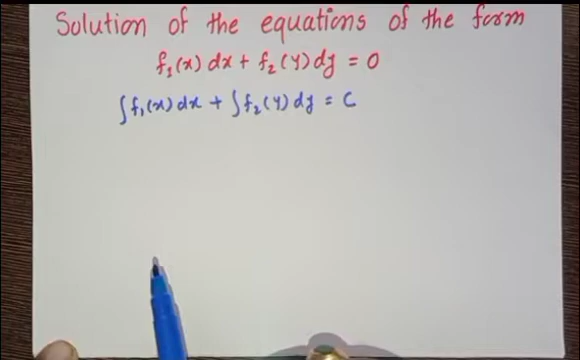 Solution of the equations of the form
f₁(x) dx + f₂(y) dy = 0
∫f₁(x) dx + ∫f₂(y) dy = C